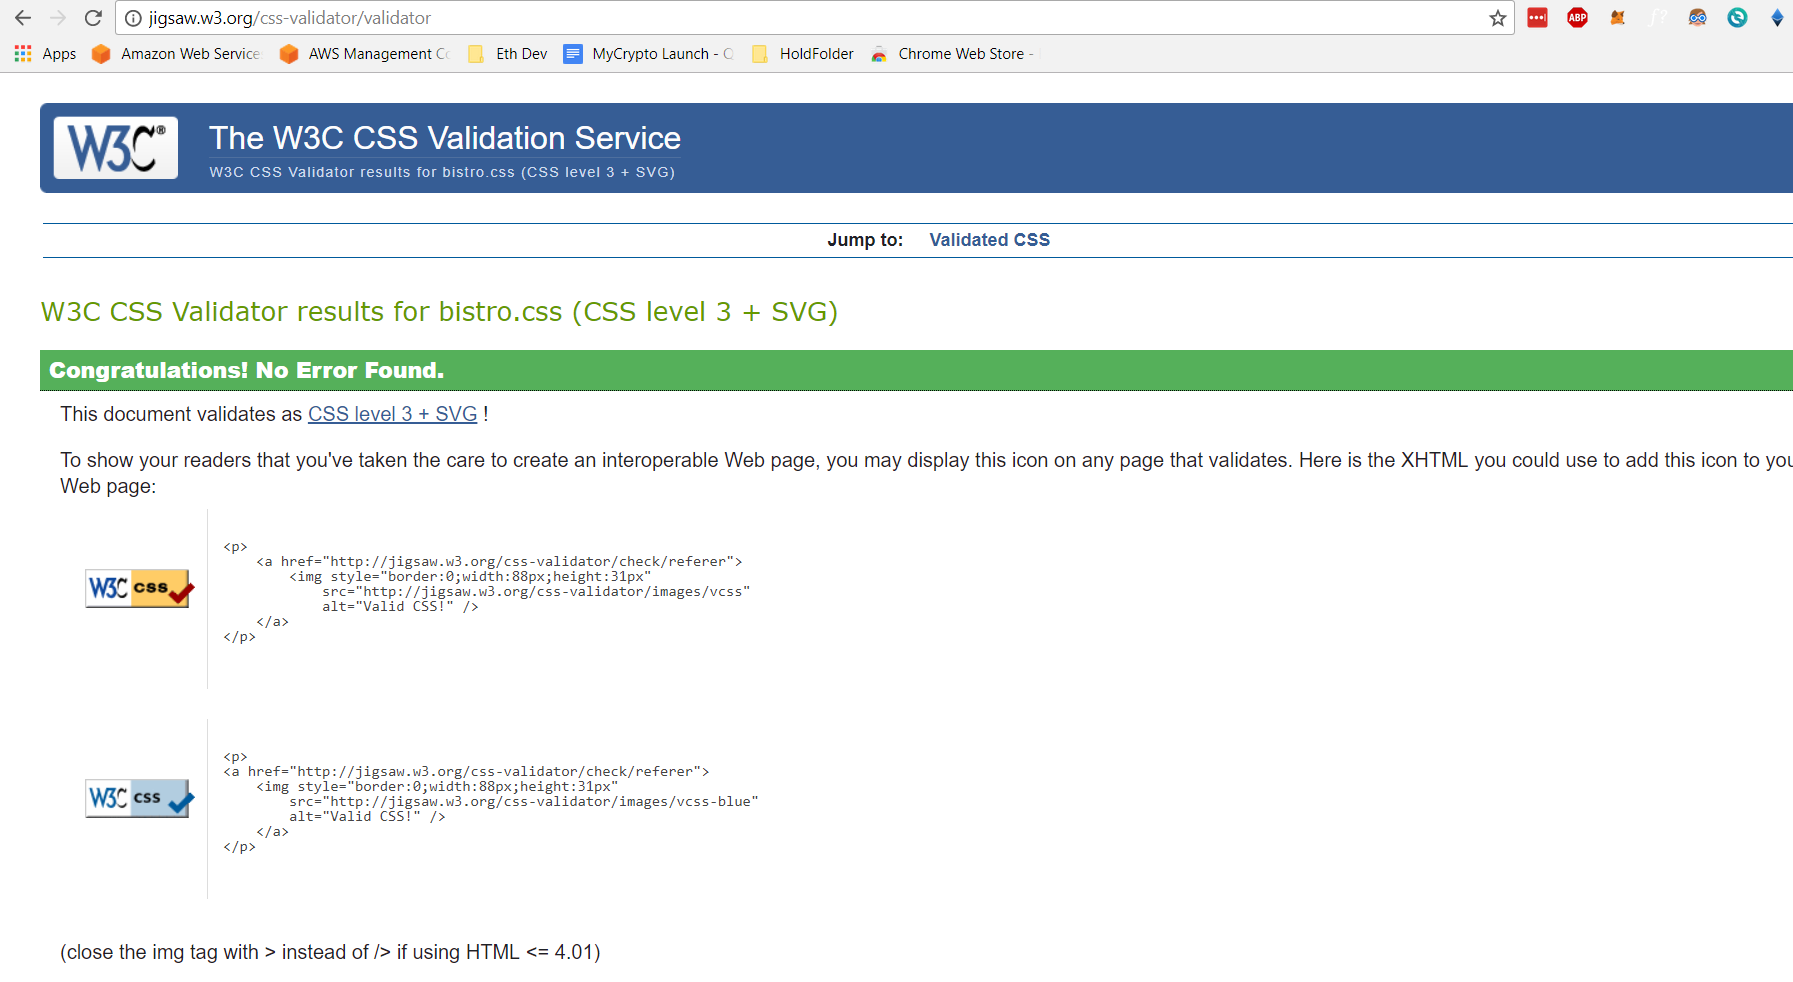 jigsaw.w3.org/css-validator/validator
ABP
f?
Apps Amazon Web Service AWS Management Co Eth Dev MyCrypto Launch - HoldFolder Chrome Web Store -
W3C®
The W3C CSS Validation Service
W3C CSS Validator results for bistro.css (CSS level 3 + SVG)
Jump to: Validated CSS
W3C CSS Validator results for bistro.css (CSS level 3 + SVG)
Congratulations! No Error Found.
This document validates as CSS level 3 + SVG !
To show your readers that you've taken the care to create an interoperable Web page, you may display this icon on any page that validates. Here is the XHTML you could use to add this icon to you
Web page:
W3C css
<p>
<a href="http://jigsaw.w3.org/css-validator/check/referer">
<img style="border:0;width:88px;height:31px"
src="http://jigsaw.w3.org/css-validator/images/vcss"
alt="Valid CSS!" />
</a>
</p>
W3C css
<p>
<a href="http://jigsaw.w3.org/css-validator/check/referer">
<img style="border:0;width:88px;height:31px"
src="http://jigsaw.w3.org/css-validator/images/vcss-blue"
alt="Valid CSS!" />
</a>
</p>
(close the img tag with > instead of /> if using HTML <= 4.01)